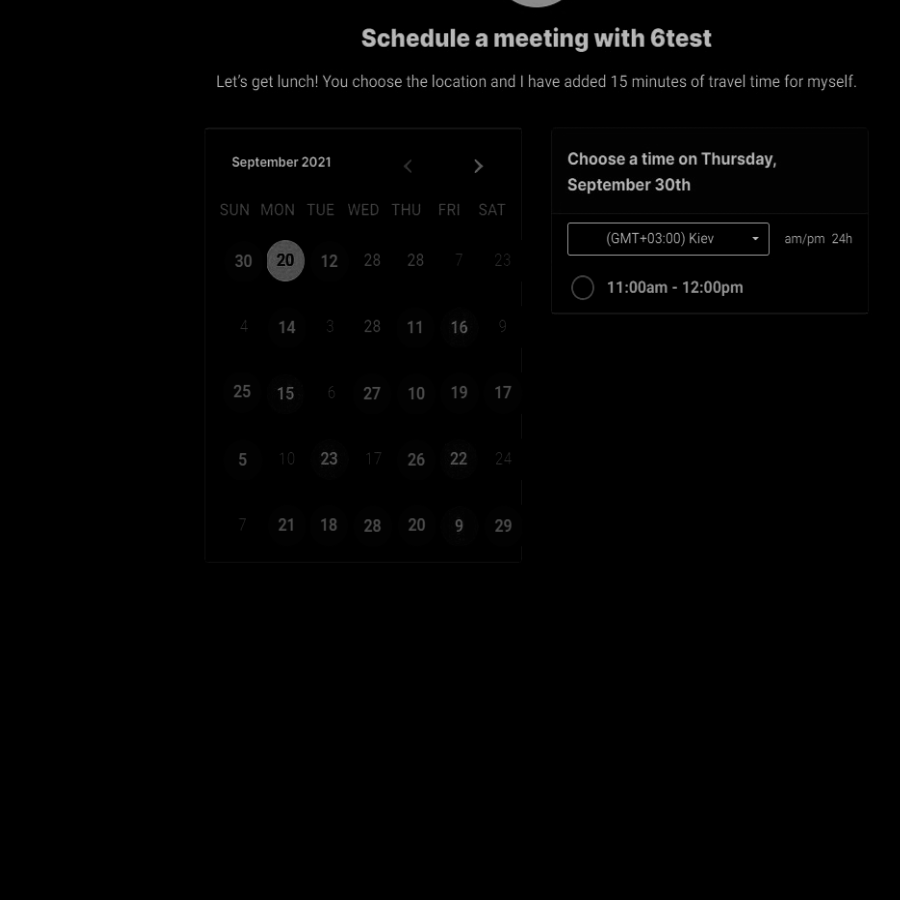 Schedule a meeting with 6test
Let's get lunch! You choose the location and I have added 15 minutes of travel time for myself.
September 2021
SUN MON TUE WED THU FRI SAT
30 20 12 28 28 7 23
4 14 3 28 11 16 9
25 15 6 27 10 19 17
5 10 23 17 26 22 24
7 21 18 28 20 9 29
Choose a time on Thursday,
September 30th
(GMT+03:00) Kiev am/pm 24h
11:00am - 12:00pm